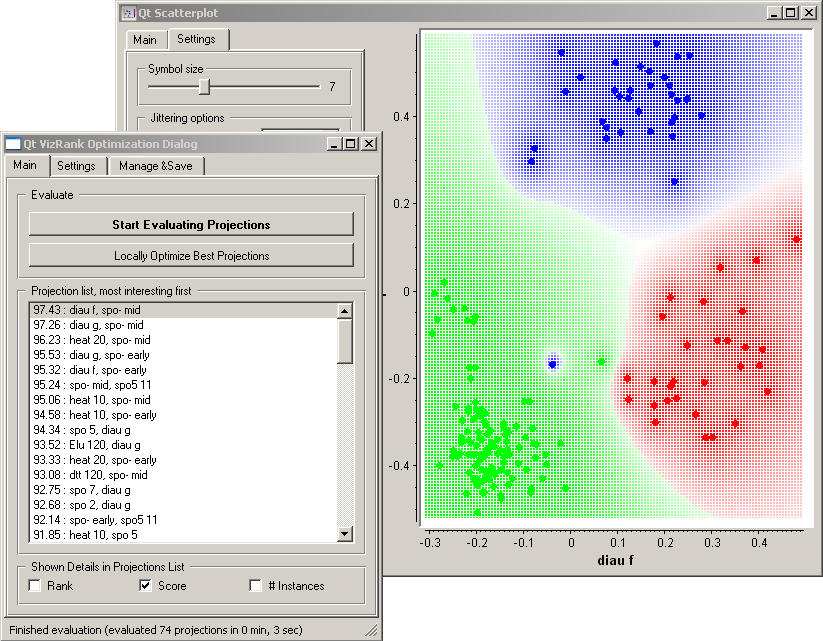 Qt Scatterplot
Main Settings
Symbol size
7
Jittering options
Qt VizRank Optimization Dialog
Main Settings Manage & Save
Evaluate
Start Evaluating Projections
Locally Optimize Best Projections
Projection list, most interesting first
97.43 : diau f, spo- mid
97.26 : diau g, spo- mid
96.23 : heat 20, spo- mid
95.53 : diau g, spo- early
95.32 : diau f, spo- early
95.24 : spo- mid, spo5 11
95.06 : heat 10, spo- mid
94.58 : heat 10, spo- early
94.34 : spo 5, diau g
93.52 : Elu 120, diau g
93.33 : heat 20, spo- early
93.08 : dtt 120, spo- mid
92.75 : spo 7, diau g
92.68 : spo 2, diau g
92.14 : spo- early, spo5 11
91.85 : heat 10, spo 5
Shown Details in Projections List
Rank Score # Instances
Finished evaluation (evaluated 74 projections in 0 min, 3 sec)
0.4
0.2
0
-0.2
-0.4
-0.3 -0.2 -0.1 0 0.1 0.2 0.3 0.4
diau f